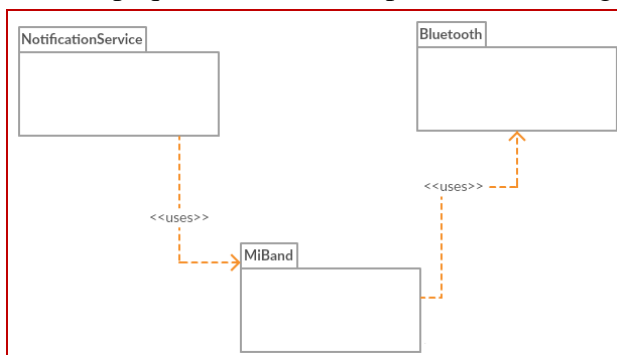 NotificationService
Bluetooth
<<uses>>
<<uses>>
MiBand